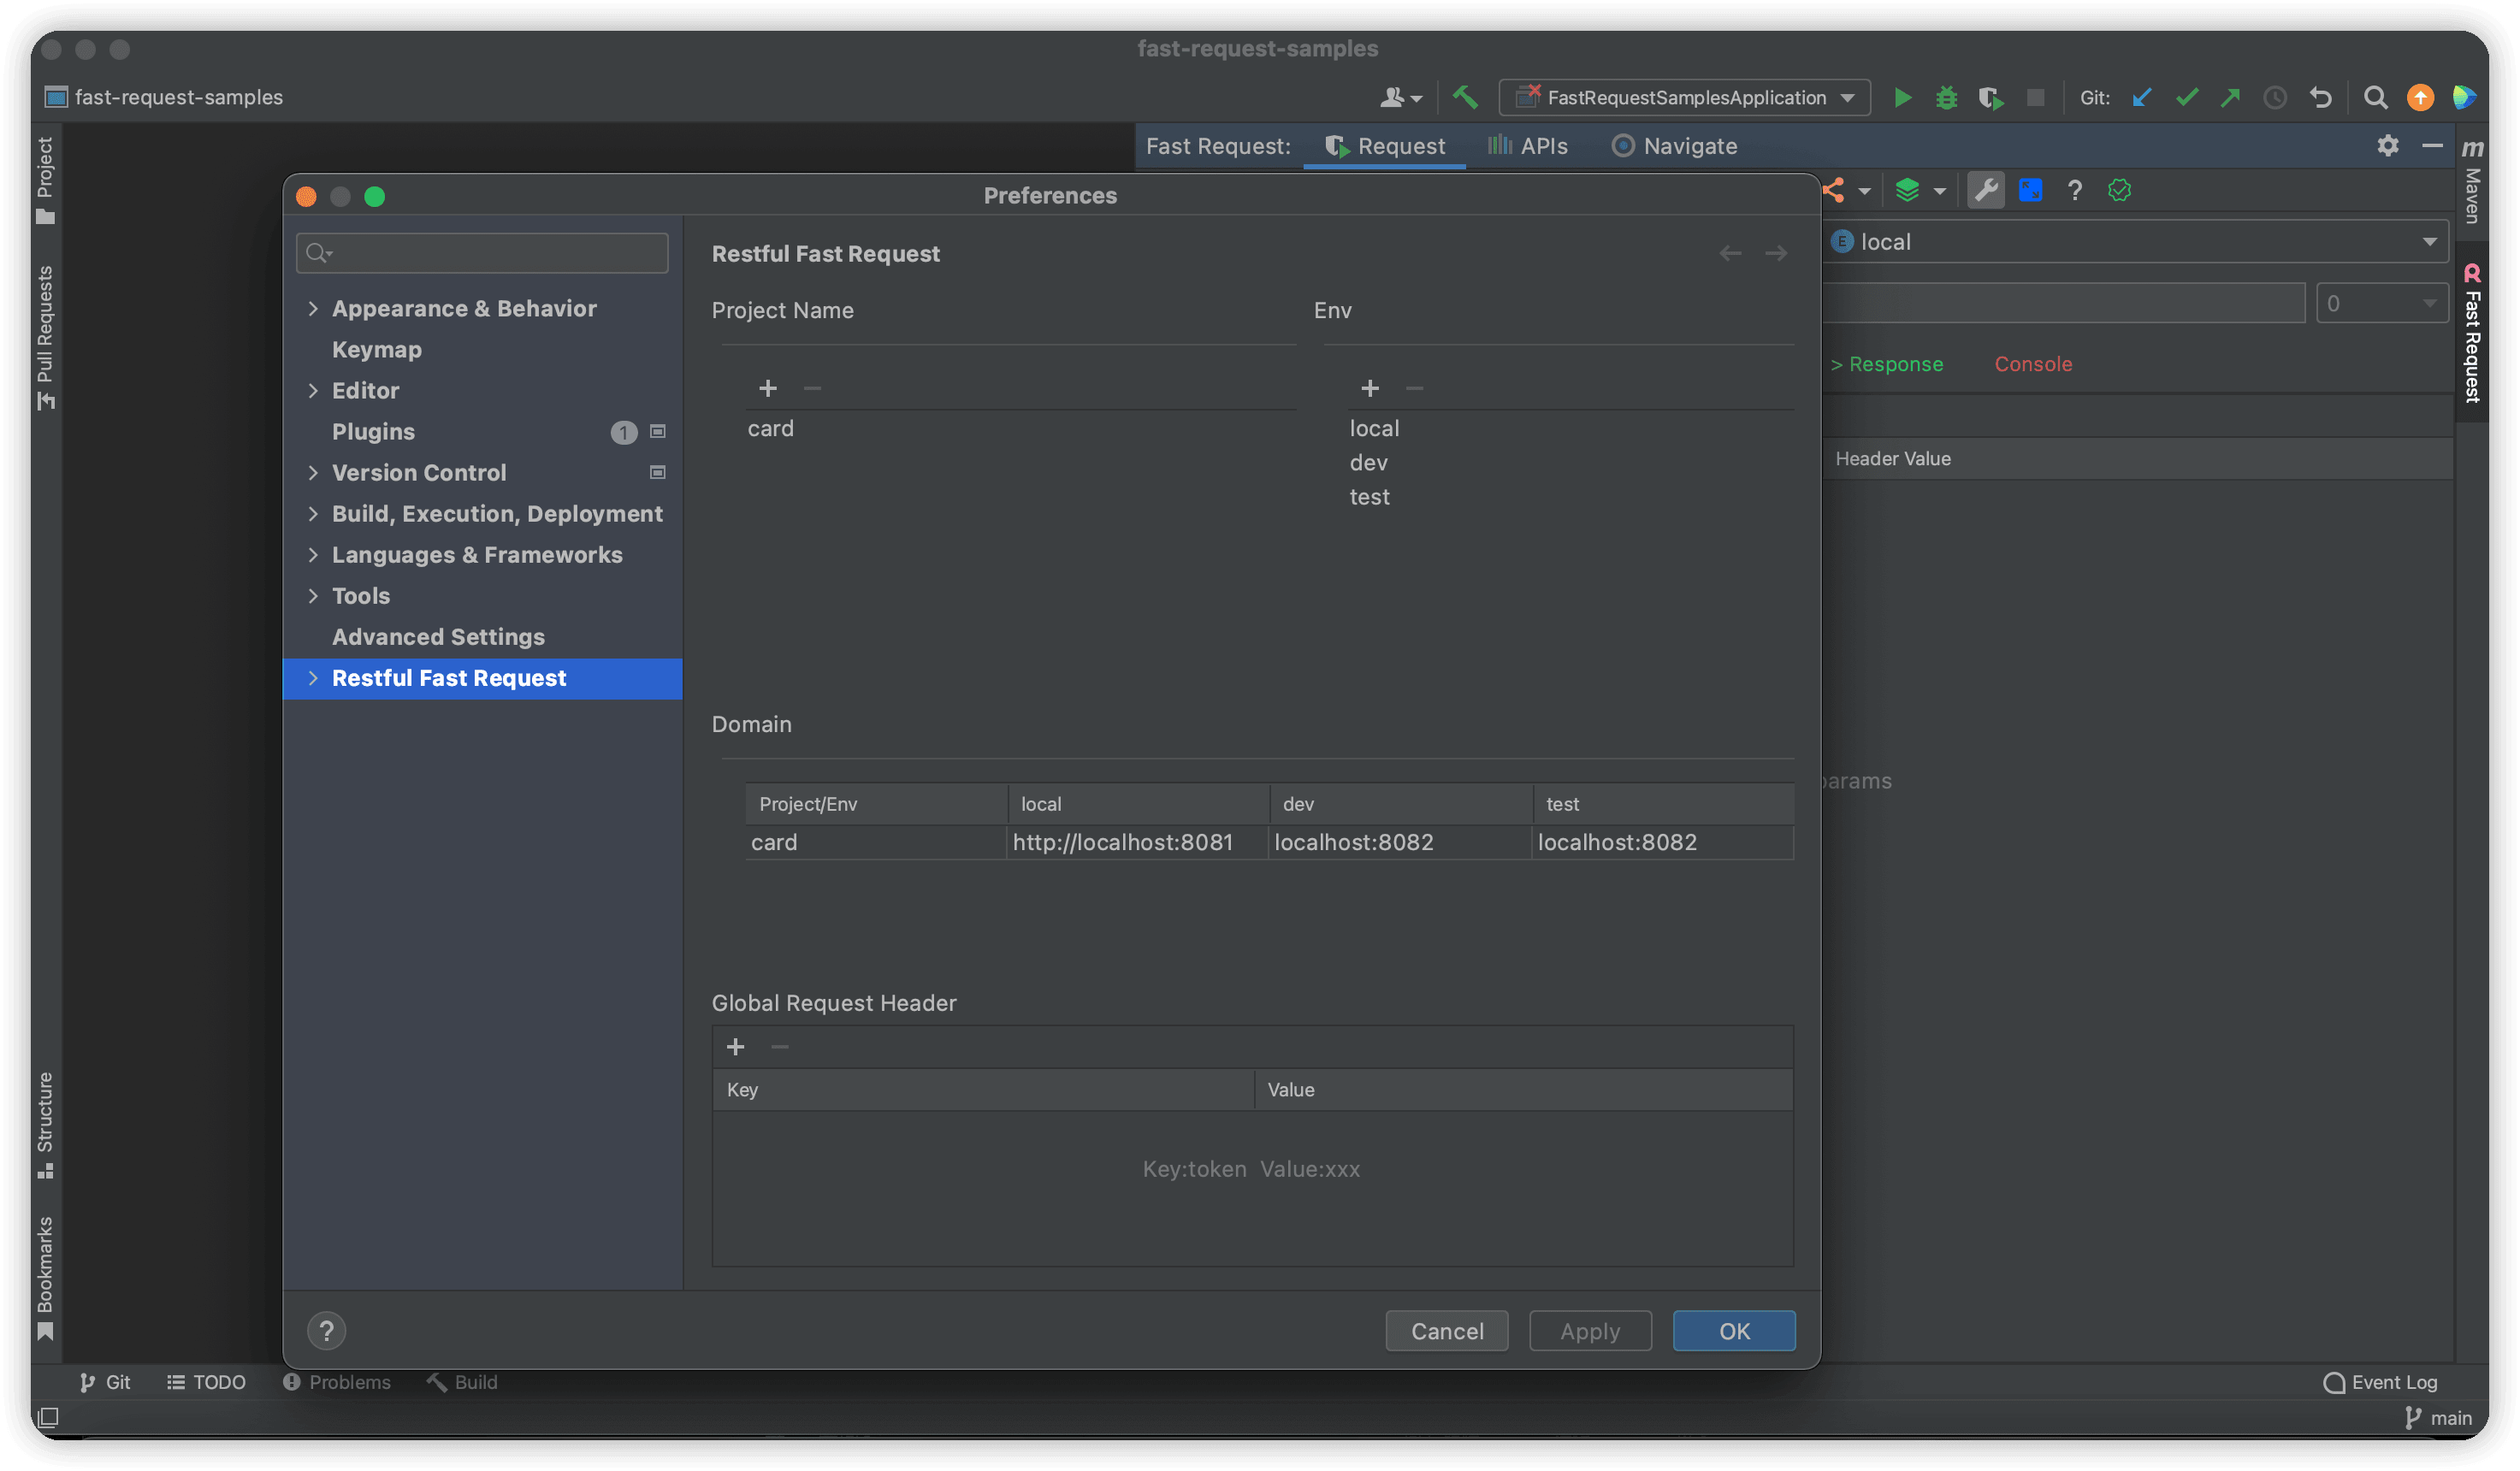 fast-request-samples
fast-request-samples
FastRequestSamplesApplication
Git:
Project
Pull Requests
Structure
Bookmarks
Fast Request:
Request
APIs
Navigate
m
Maven
Fast Request
E local
0
> Response
Console
Header Value
params
Preferences
Appearance & Behavior
Keymap
Editor
Plugins
1
Version Control
Build, Execution, Deployment
Languages & Frameworks
Tools
Advanced Settings
Restful Fast Request
Restful Fast Request
Project Name
Env
card
local
dev
test
Domain
Project/Env local dev test
card http://localhost:8081 localhost:8082 localhost:8082
Global Request Header
Key Value
Key:token Value:xxx
?
Cancel
Apply
OK
Git
TODO
Problems
Build
Event Log
main